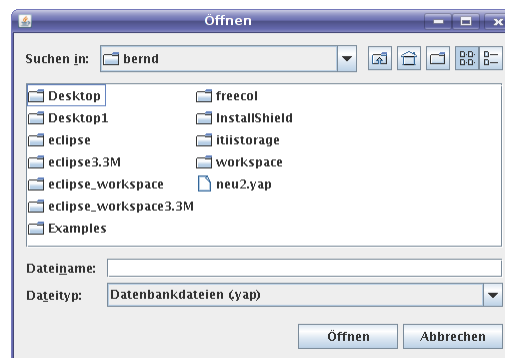 Öffnen
Suchen in: bernd
Desktop
Desktop1
eclipse
eclipse3.3M
eclipse_workspace
eclipse_workspace3.3M
Examples
freecol
InstallShield
itiistorage
workspace
neu2.yap
Dateiname:
Dateityp: Datenbankdateien (.yap)
Öffnen Abbrechen